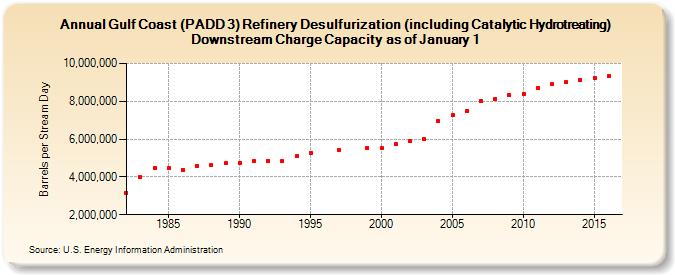 Annual Gulf Coast (PADD 3) Refinery Desulfurization (including Catalytic Hydrotreating)
Downstream Charge Capacity as of January 1
Barrels per Stream Day
10,000,000
8,000,000
6,000,000
4,000,000
2,000,000
1985 1990 1995 2000 2005 2010 2015
Source: U.S. Energy Information Administration